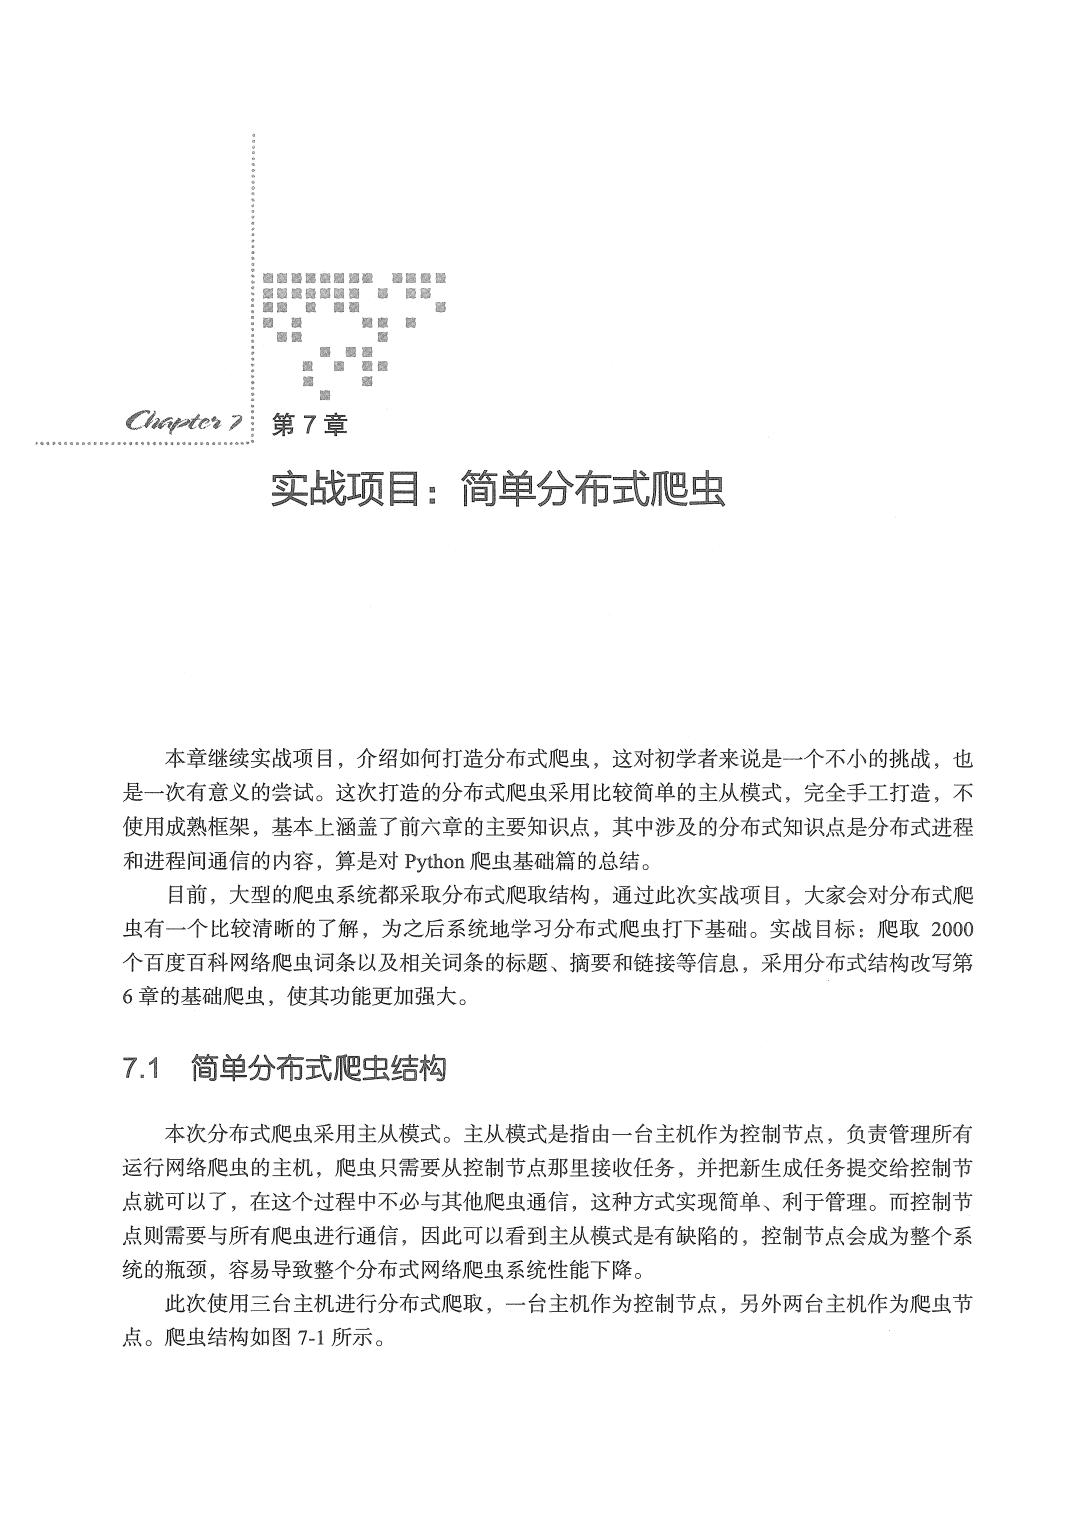 Chapter 7
第 7 章
实战项目：简单分布式爬虫
本章继续实战项目，介绍如何打造分布式爬虫，这对初学者来说是一个不小的挑战，也
是一次有意义的尝试。这次打造的分布式爬虫采用比较简单的主从模式，完全手工打造，不
使用成熟框架，基本上涵盖了前六章的主要知识点，其中涉及的分布式知识点是分布式进程
和进程间通信的内容，算是对 Python 爬虫基础篇的总结。
目前，大型的爬虫系统都采取分布式爬取结构，通过此次实战项目，大家会对分布式爬
虫有一个比较清晰的了解，为之后系统地学习分布式爬虫打下基础。实战目标：爬取 2000
个百度百科网络爬虫词条以及相关词条的标题、摘要和链接等信息，采用分布式结构改写第
6 章的基础爬虫，使其功能更加强大。
7.1 简单分布式爬虫结构
本次分布式爬虫采用主从模式。主从模式是指由一台主机作为控制节点，负责管理所有
运行网络爬虫的主机，爬虫只需要从控制节点那里接收任务，并把新生成任务提交给控制节
点就可以了，在这个过程中不必与其他爬虫通信，这种方式实现简单、利于管理。而控制节
点则需要与所有爬虫进行通信，因此可以看到主从模式是有缺陷的，控制节点会成为整个系
统的瓶颈，容易导致整个分布式网络爬虫系统性能下降。
此次使用三台主机进行分布式爬取，一台主机作为控制节点，另外两台主机作为爬虫节
点。爬虫结构如图 7-1 所示。